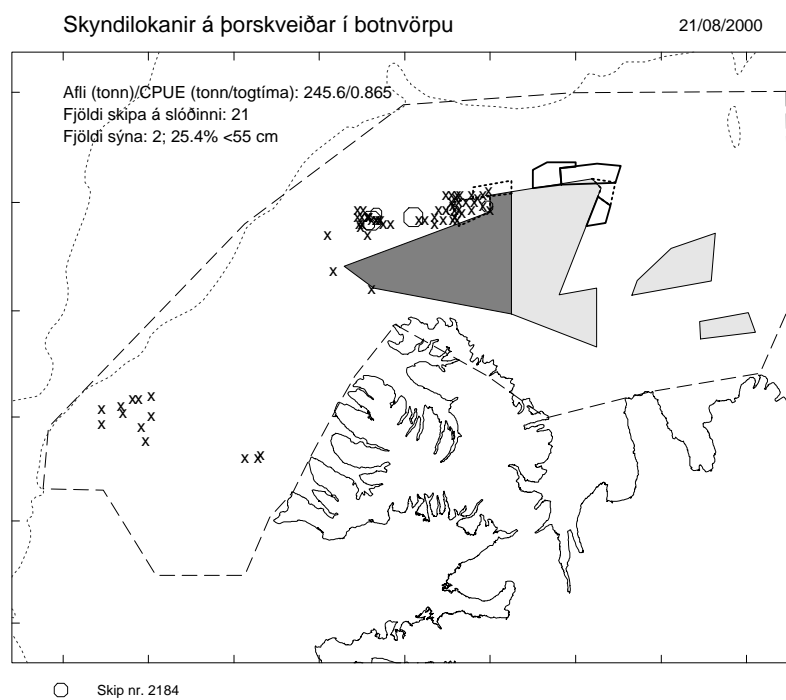 Skyndilokanir á þorskveiðar í botnvörpu
21/08/2000
Afli (tonn)/CPUE (tonn/togtíma): 245.6/0.865
Fjöldi skipa á slóðinni: 21
Fjöldi sýna: 2; 25.4% <55 cm
Skip nr. 2184